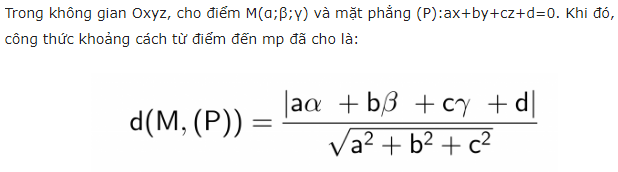 Trong không gian Oxyz, cho điểm M(α;β;γ) và mặt phẳng (P):ax+by+cz+d=0. Khi đó,
công thức khoảng cách từ điểm đến mp đã cho là:
d(M, (P)) = |aα + bβ + cγ + d| / √(a² + b² + c²)